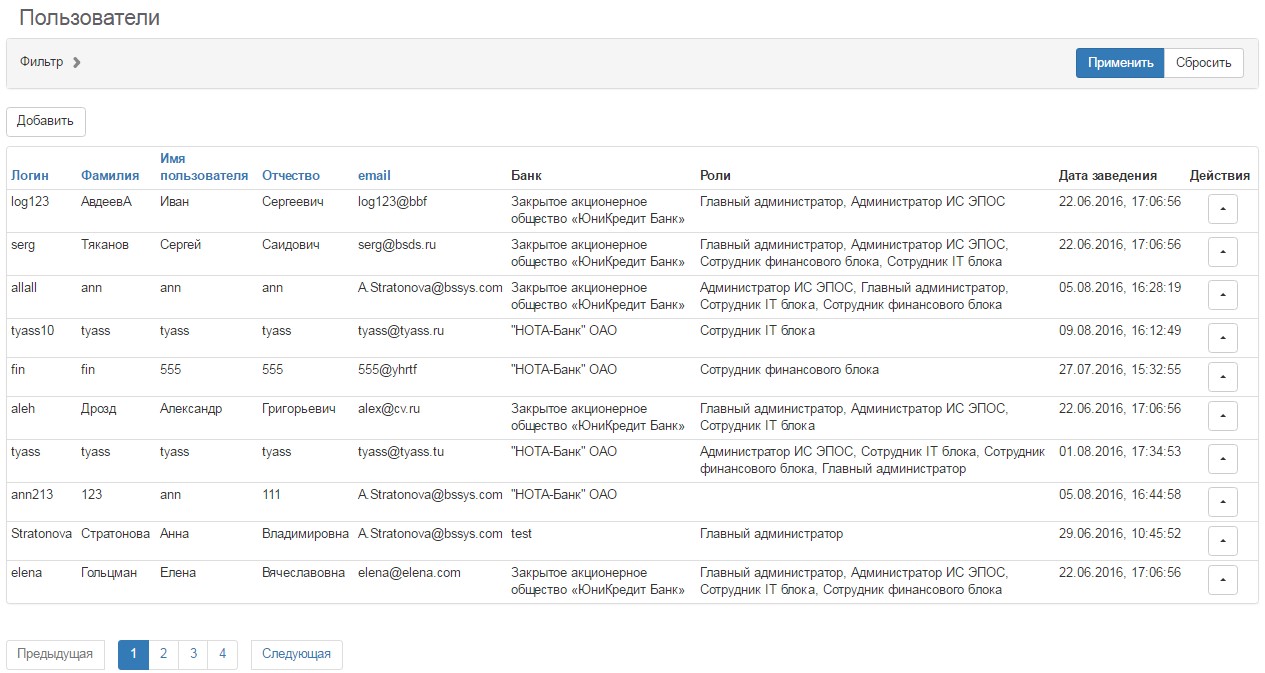 Пользователи
Фильтр
Применить Сбросить
Добавить
Имя
Логин Фамилия пользователя Отчество email Банк Роли Дата заведения Действия
log123 АвдеевА Иван Сергеевич log123@bbf Закрытое акционерное Главный администратор, Администратор ИС ЭПОС 22.06.2016, 17:06:56
общество «ЮниКредит Банк»
serg Тяканов Сергей Саидович serg@bsds.ru Закрытое акционерное Главный администратор, Администратор ИС ЭПОС, 22.06.2016, 17:06:56
общество «ЮниКредит Банк» Сотрудник финансового блока, Сотрудник IT блока
allall ann ann ann A.Stratonova@bssys.com Закрытое акционерное Администратор ИС ЭПОС, Главный администратор, 05.08.2016, 16:28:19
общество «ЮниКредит Банк» Сотрудник IT блока, Сотрудник финансового блока
tyass10 tyass tyass tyass tyass@tyass.ru "НОТА-Банк" ОАО Сотрудник IT блока 09.08.2016, 16:12:49
fin fin 555 555 555@yhrtf "НОТА-Банк" ОАО Сотрудник финансового блока 27.07.2016, 15:32:55
aleh Дрозд Александр Григорьевич alex@cv.ru Закрытое акционерное Главный администратор, Администратор ИС ЭПОС, 22.06.2016, 17:06:56
общество «ЮниКредит Банк» Сотрудник IT блока
tyass tyass tyass tyass tyass@tyass.tu "НОТА-Банк" ОАО Администратор ИС ЭПОС, Сотрудник IT блока, Сотрудник 01.08.2016, 17:34:53
финансового блока, Главный администратор
ann213 123 ann 111 A.Stratonova@bssys.com "НОТА-Банк" ОАО 05.08.2016, 16:44:58
Stratonova Стратонова Анна Владимировна A.Stratonova@bssys.com test Главный администратор 29.06.2016, 10:45:52
elena Гольцман Елена Вячеславовна elena@elena.com Закрытое акционерное Главный администратор, Администратор ИС ЭПОС, 22.06.2016, 17:06:56
общество «ЮниКредит Банк» Сотрудник IT блока, Сотрудник финансового блока
Предыдущая 1 2 3 4 Следующая